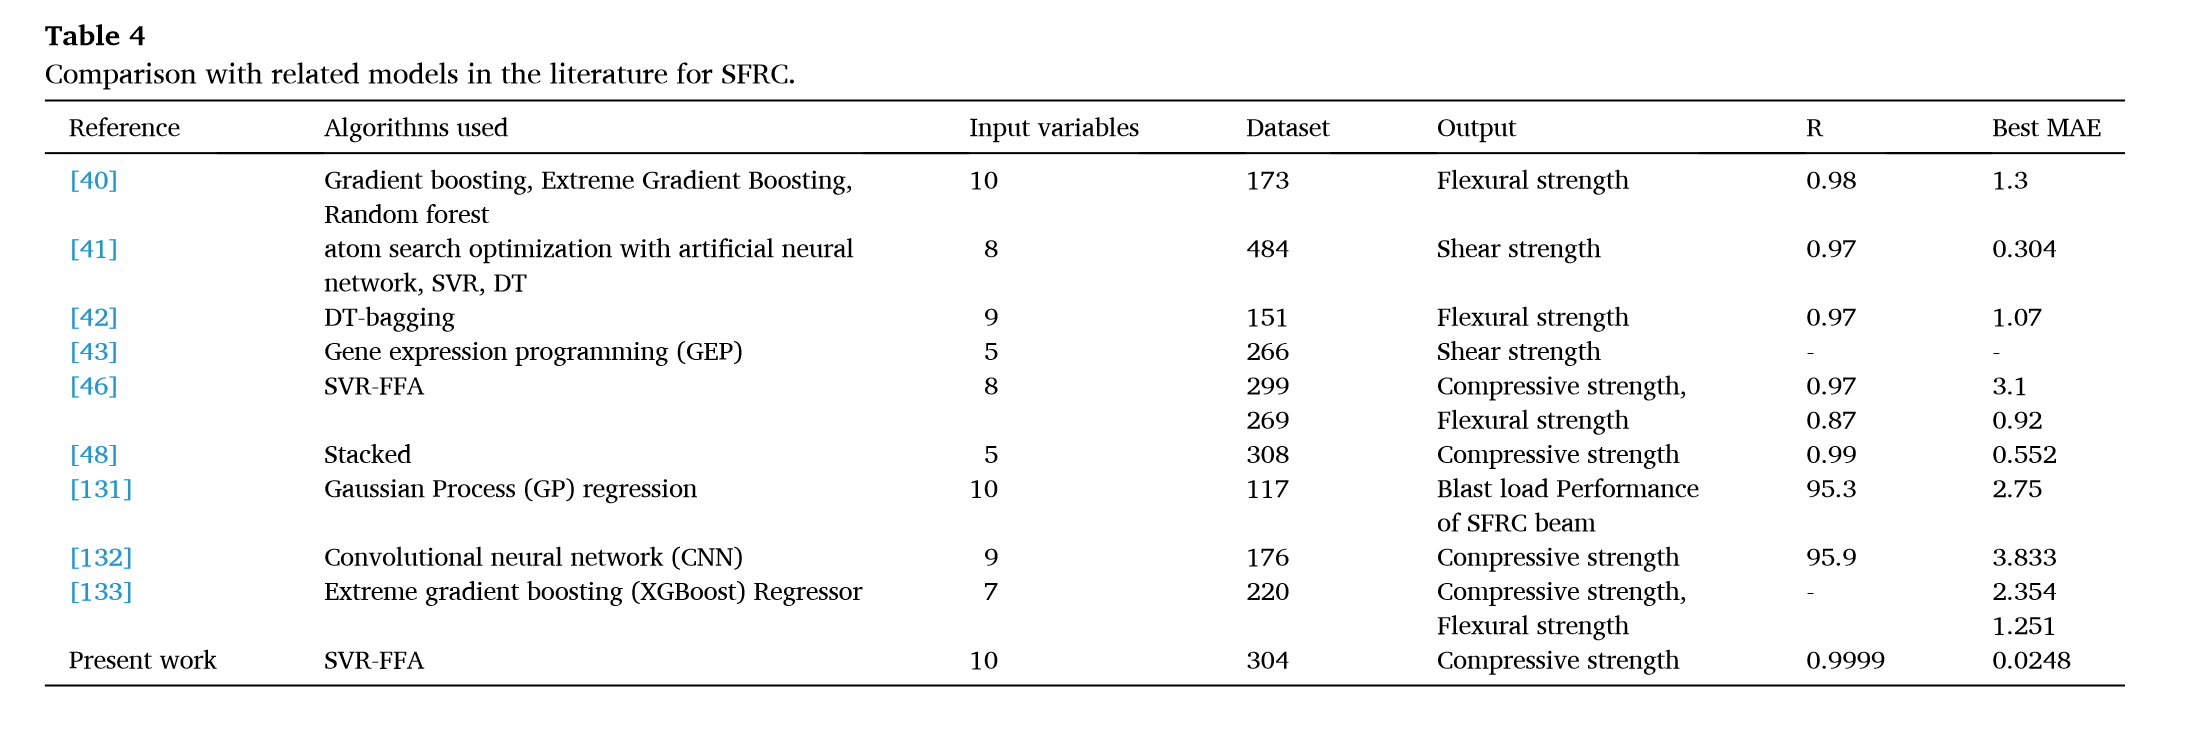 Table 4
Comparison with related models in the literature for SFRC.
Reference Algorithms used Input variables Dataset Output R Best MAE
[40] Gradient boosting, Extreme Gradient Boosting, 10 173 Flexural strength 0.98 1.3
Random forest
[41] atom search optimization with artificial neural 8 484 Shear strength 0.97 0.304
network, SVR, DT
[42] DT-bagging 9 151 Flexural strength 0.97 1.07
[43] Gene expression programming (GEP) 5 266 Shear strength - -
[46] SVR-FFA 8 299 Compressive strength, 0.97 3.1
269 Flexural strength 0.87 0.92
[48] Stacked 5 308 Compressive strength 0.99 0.552
[131] Gaussian Process (GP) regression 10 117 Blast load Performance 95.3 2.75
of SFRC beam
[132] Convolutional neural network (CNN) 9 176 Compressive strength 95.9 3.833
[133] Extreme gradient boosting (XGBoost) Regressor 7 220 Compressive strength, - 2.354
Flexural strength 1.251
Present work SVR-FFA 10 304 Compressive strength 0.9999 0.0248